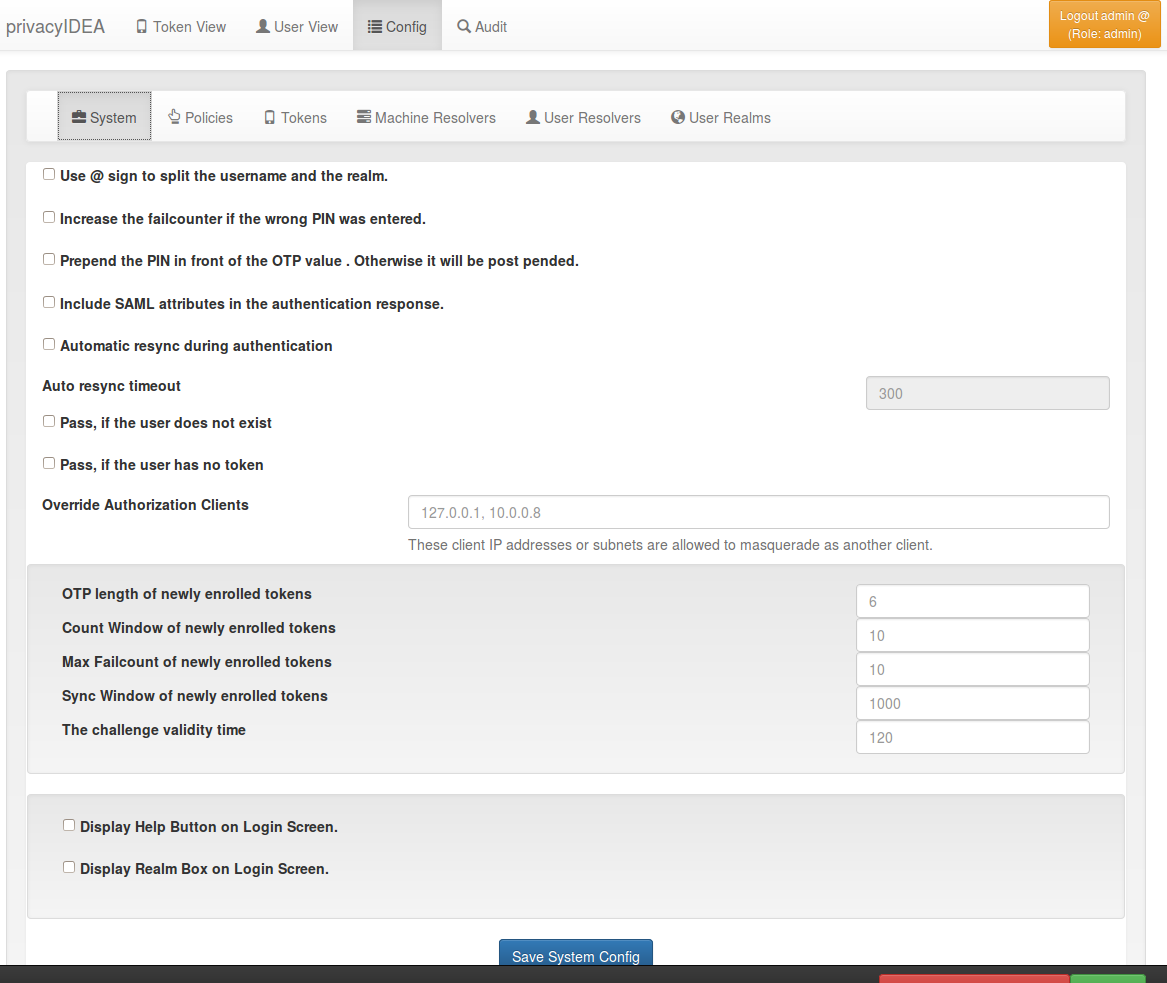 privacyIDEA Token View User View Config Audit Logout admin @
(Role: admin)
System Policies Tokens Machine Resolvers User Resolvers User Realms
Use @ sign to split the username and the realm.
Increase the failcounter if the wrong PIN was entered.
Prepend the PIN in front of the OTP value . Otherwise it will be post pended.
Include SAML attributes in the authentication response.
Automatic resync during authentication
Auto resync timeout 300
Pass, if the user does not exist
Pass, if the user has no token
Override Authorization Clients 127.0.0.1, 10.0.0.8
These client IP addresses or subnets are allowed to masquerade as another client.
OTP length of newly enrolled tokens 6
Count Window of newly enrolled tokens 10
Max Failcount of newly enrolled tokens 10
Sync Window of newly enrolled tokens 1000
The challenge validity time 120
Display Help Button on Login Screen.
Display Realm Box on Login Screen.
Save System Config